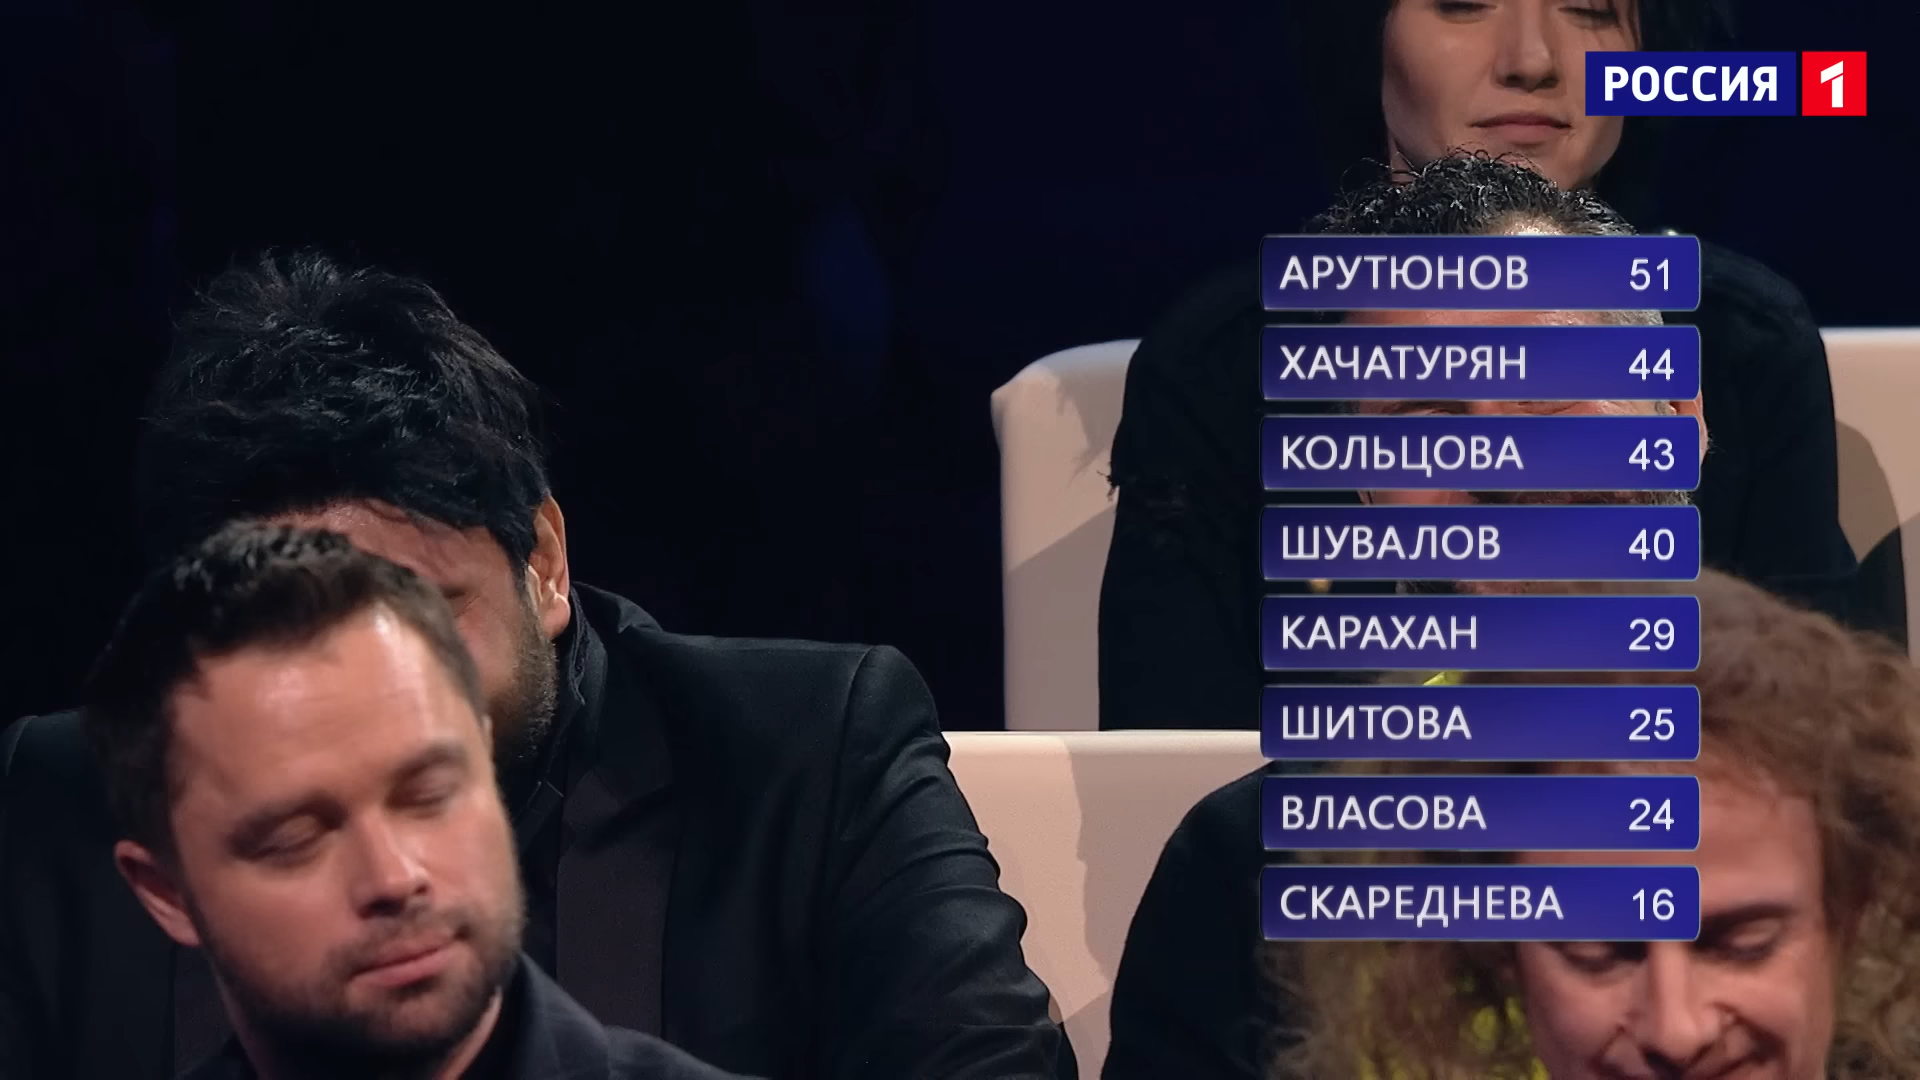 РОССИЯ 1
АРУТЮНОВ 51
ХАЧАТУРЯН 44
КОЛЬЦОВА 43
ШУВАЛОВ 40
КАРАХАН 29
ШИТОВА 25
ВЛАСОВА 24
СКАРЕДНЕВА 16